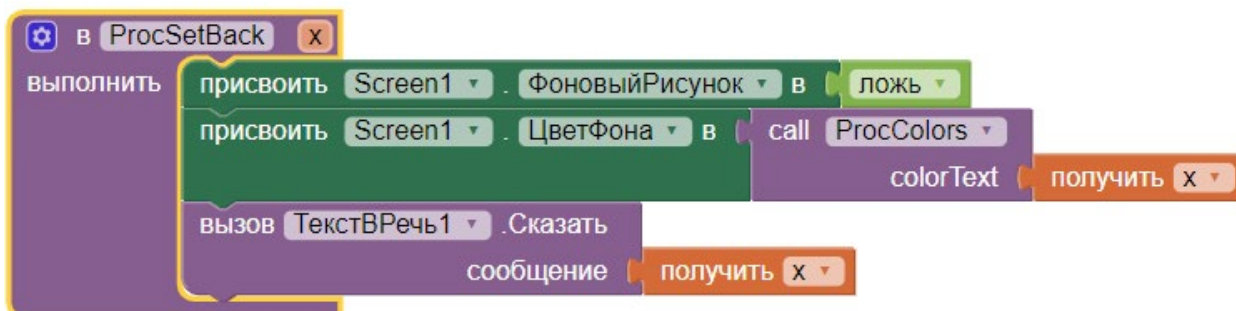 в ProcSetBack x
выполнить присвоить Screen1 . ФоновыйРисунок в ложь
присвоить Screen1 . ЦветФона в call ProcColors
colorText получить x
вызов ТекстВРечь1 .Сказать
сообщение получить x